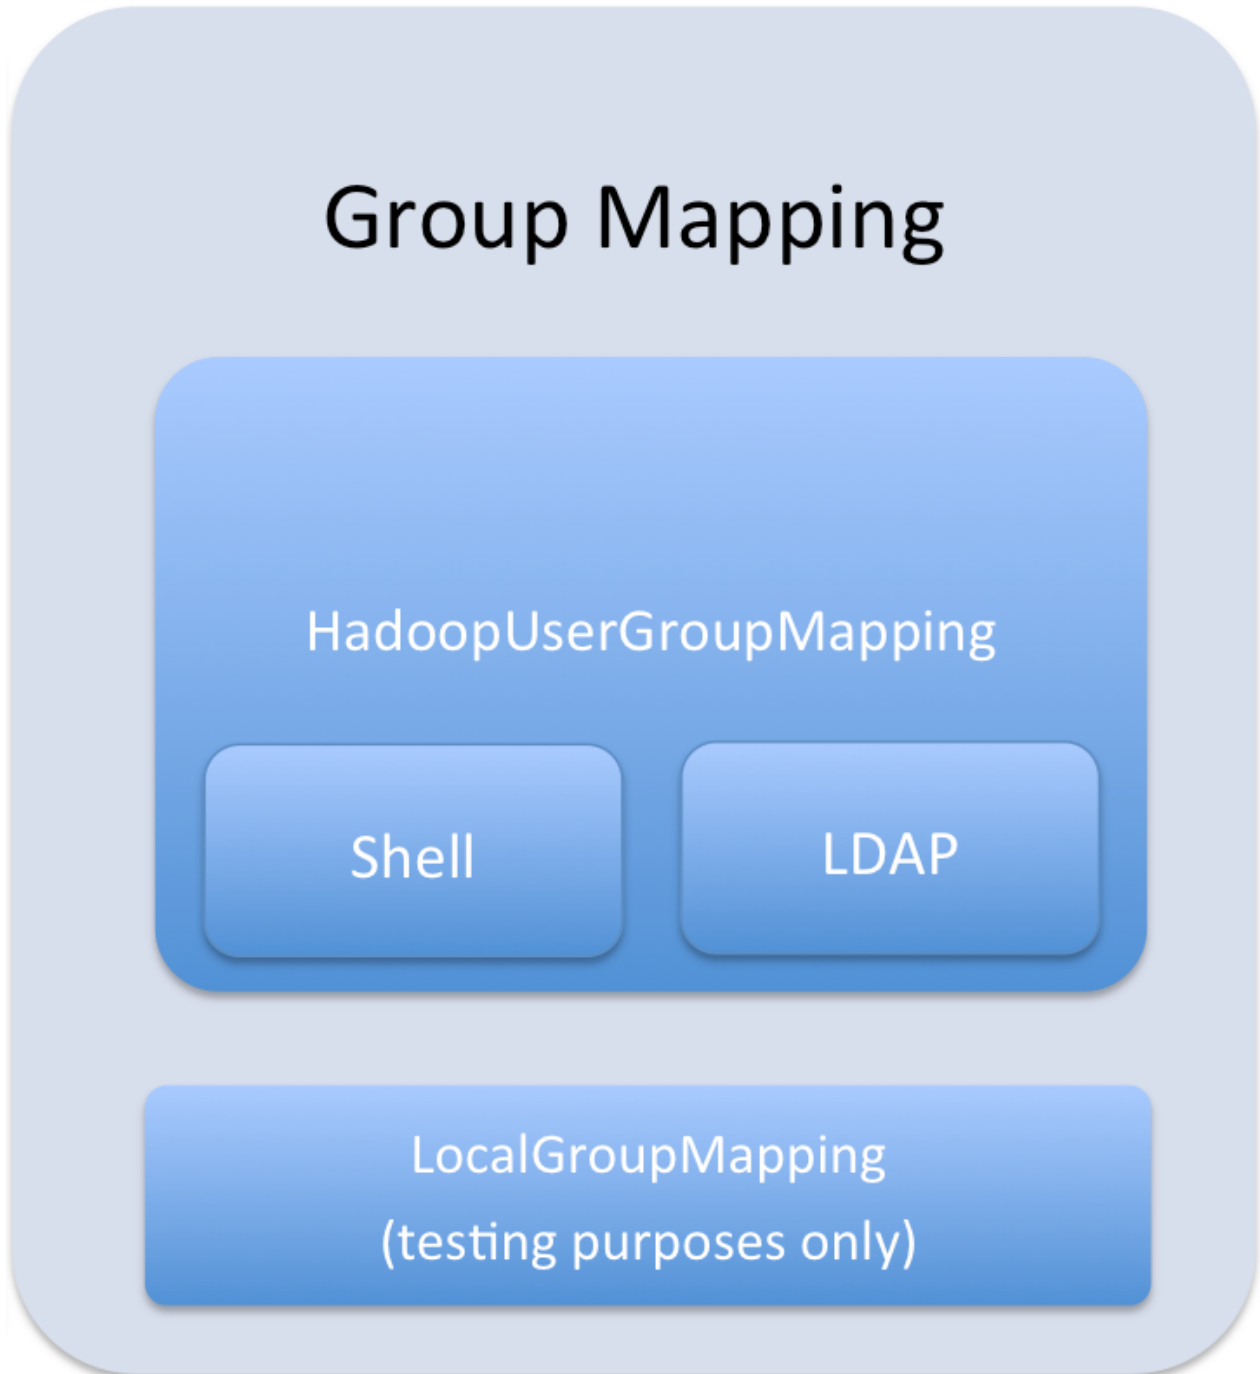 Group Mapping
HadoopUserGroupMapping
Shell
LDAP
LocalGroupMapping
(testing purposes only)